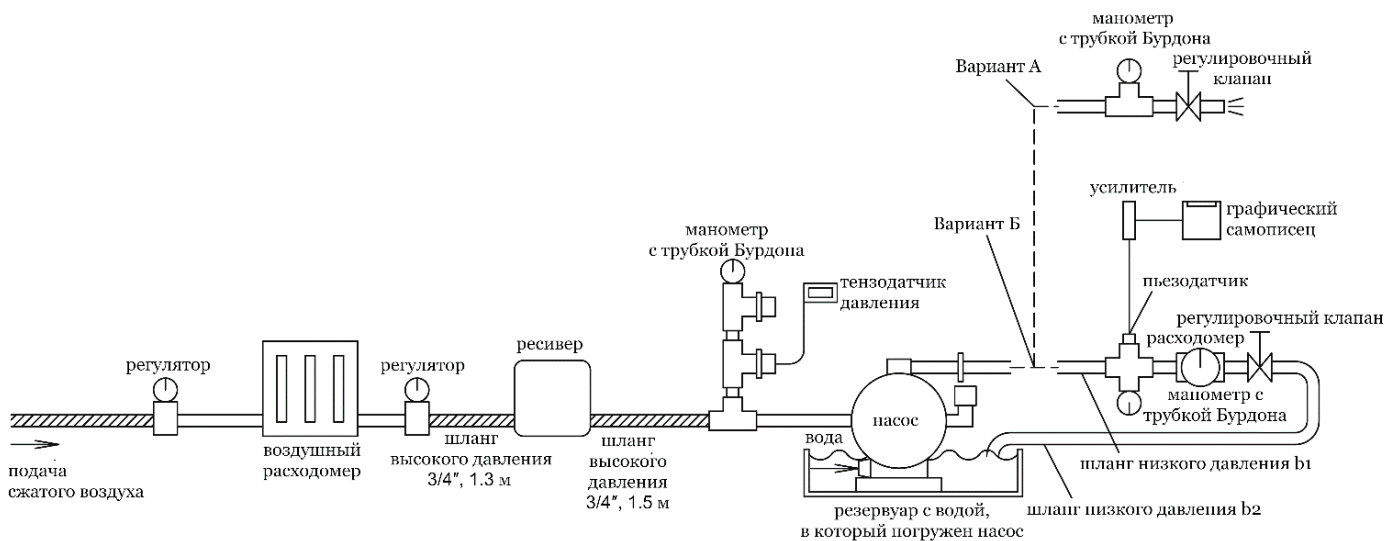 манометр
с трубкой Бурдона
регулировочный
клапан
Вариант А
усилитель
графический
самописец
Вариант Б
манометр
с трубкой Бурдона
тензодатчик
давления
пьезодатчик
регулировочный клапан
расходомер
ресивер
регулятор
регулятор
манометр с
трубкой Бурдона
насос
вода
воздушный
расходомер
шланг
высокого давления
3/4", 1.3 м
шланг
высокого
давления
3/4", 1.5 м
подача
сжатого воздуха
шланг низкого давления b1
резервуар с водой,
в который погружен насос
шланг низкого давления b2